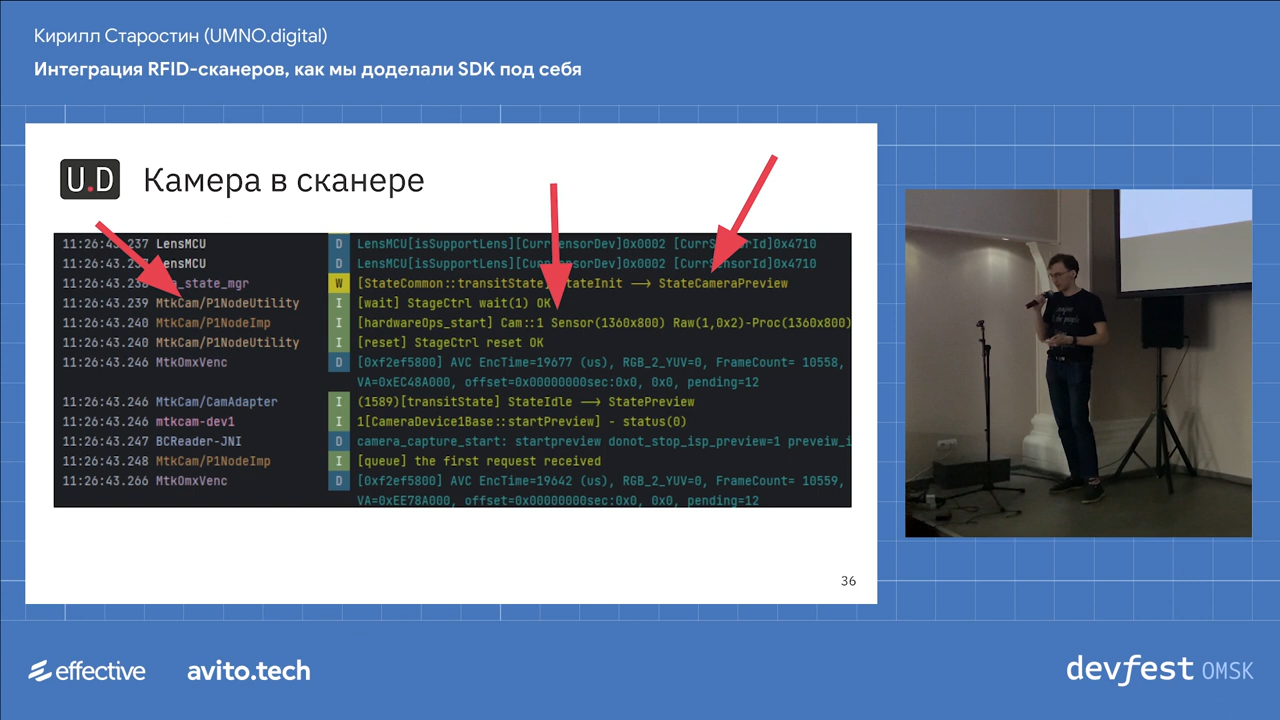 Кирилл Старостин (UMNO.digital)
Интеграция RFID-сканеров, как мы доделали SDK под себя
U.D Камера в сканере
11:26:43.237 LensMCU D LensMCU[isSupportLens][CurrSensorDev]0x0002 [CurrSensorId]0x4710
LensMCU D LensMCU[isSupportLens][CurrSensorDev]0x0002 [CurrSensorId]0x4710
_state_mgr W [StateCommon::transitState] StateInit —> StateCameraPreview
11:26:43.239 MtkCam/P1NodeUtility I [wait] StageCtrl wait(1) OK
11:26:43.240 MtkCam/P1NodeImp I [hardwareOps_start] Cam::1 Sensor(1360x800) Raw(1,0x2)-Proc(1360x800)
11:26:43.240 MtkCam/P1NodeUtility I [reset] StageCtrl reset OK
11:26:43.246 MtkOmxVenc D [0xf2ef5800] AVC EncTime=19677 (us), RGB_2_YUV=0, FrameCount= 10558,
VA=0xEC48A000, offset=0x00000000sec:0x0, 0x0, pending=12
11:26:43.246 MtkCam/CamAdapter I (1589)[transitState] StateIdle —> StatePreview
11:26:43.246 mtkcam-dev1 I 1[CameraDevice1Base::startPreview] - status(0)
11:26:43.247 BCReader-JNI D camera_capture_start: startpreview donot_stop_isp_preview=1 preveiw_i
11:26:43.248 MtkCam/P1NodeImp I [queue] the first request received
11:26:43.266 MtkOmxVenc D [0xf2ef5800] AVC EncTime=19642 (us), RGB_2_YUV=0, FrameCount= 10559,
VA=0xEE78A000, offset=0x00000000sec:0x0, 0x0, pending=12
36
effective avito.tech devfest OMSK